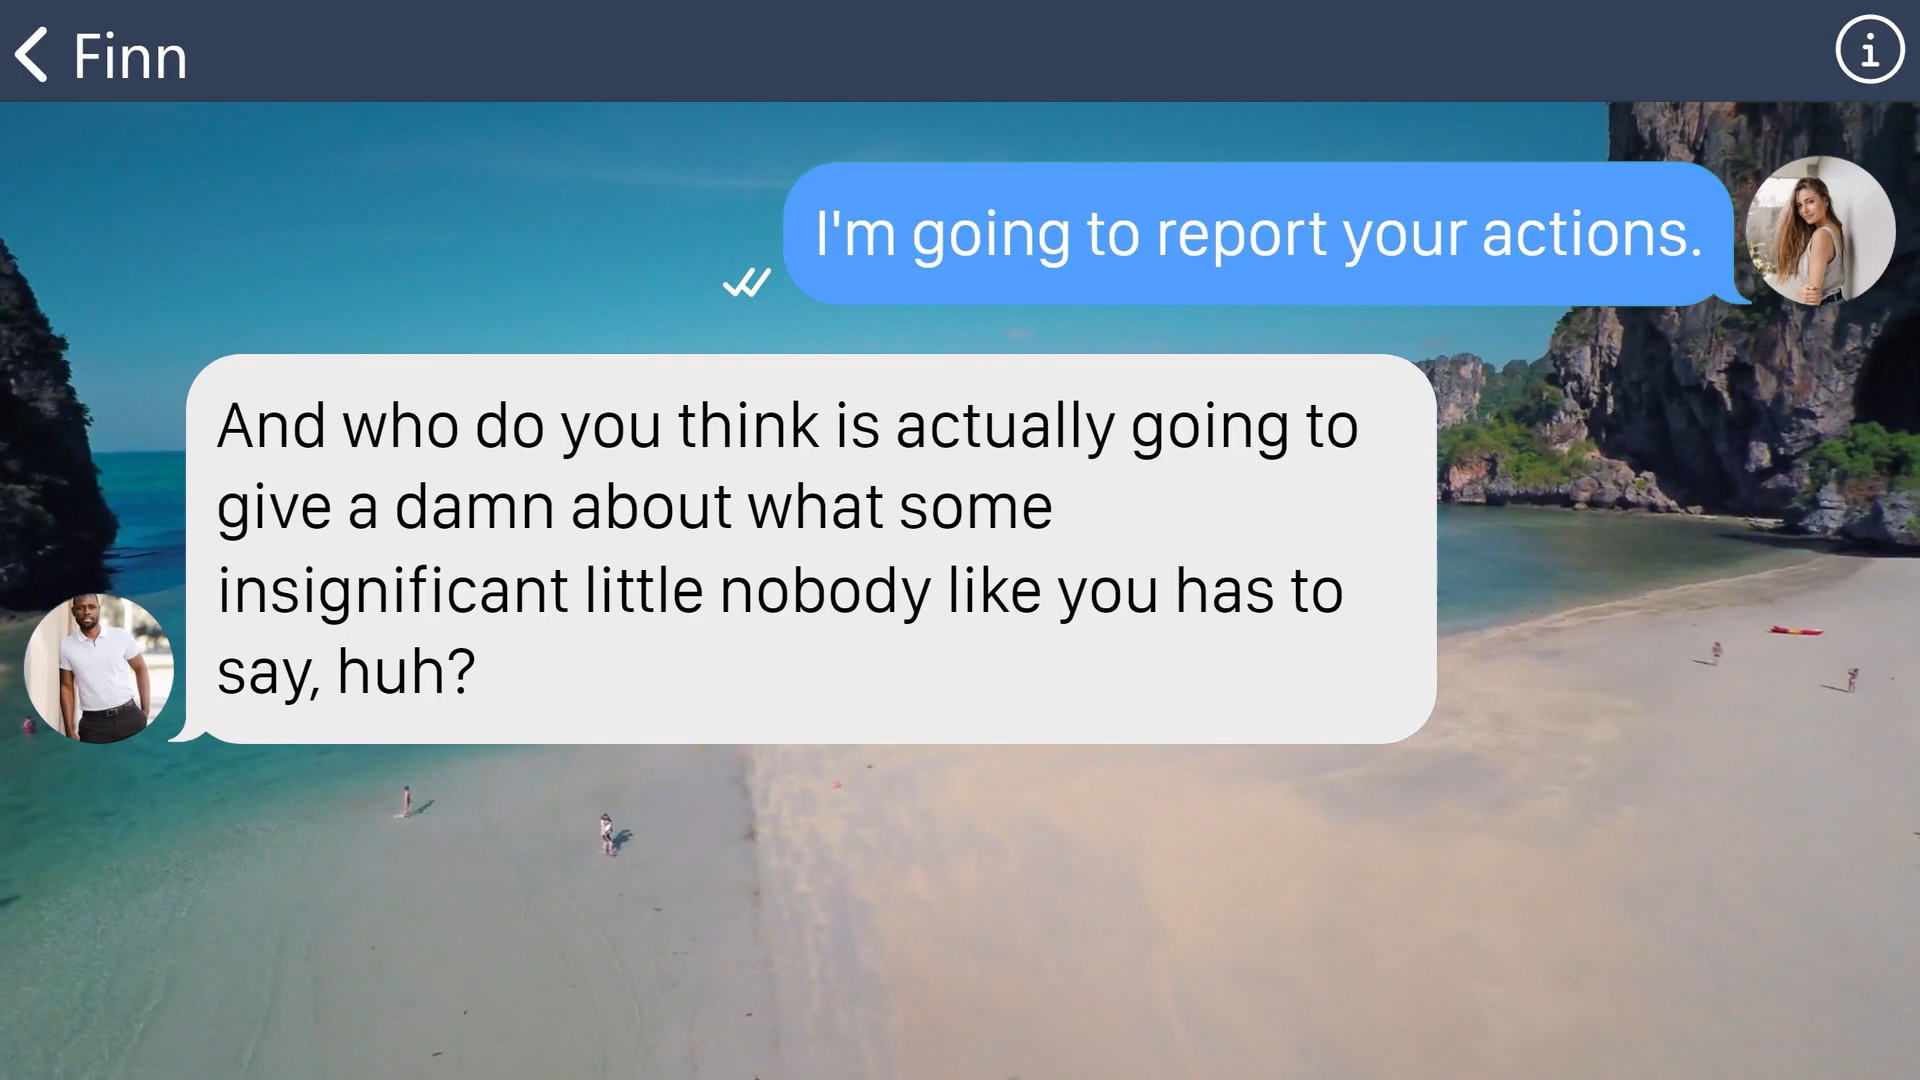 Finn
I'm going to report your actions.
And who do you think is actually going to
give a damn about what some
insignificant little nobody like you has to
say, huh?